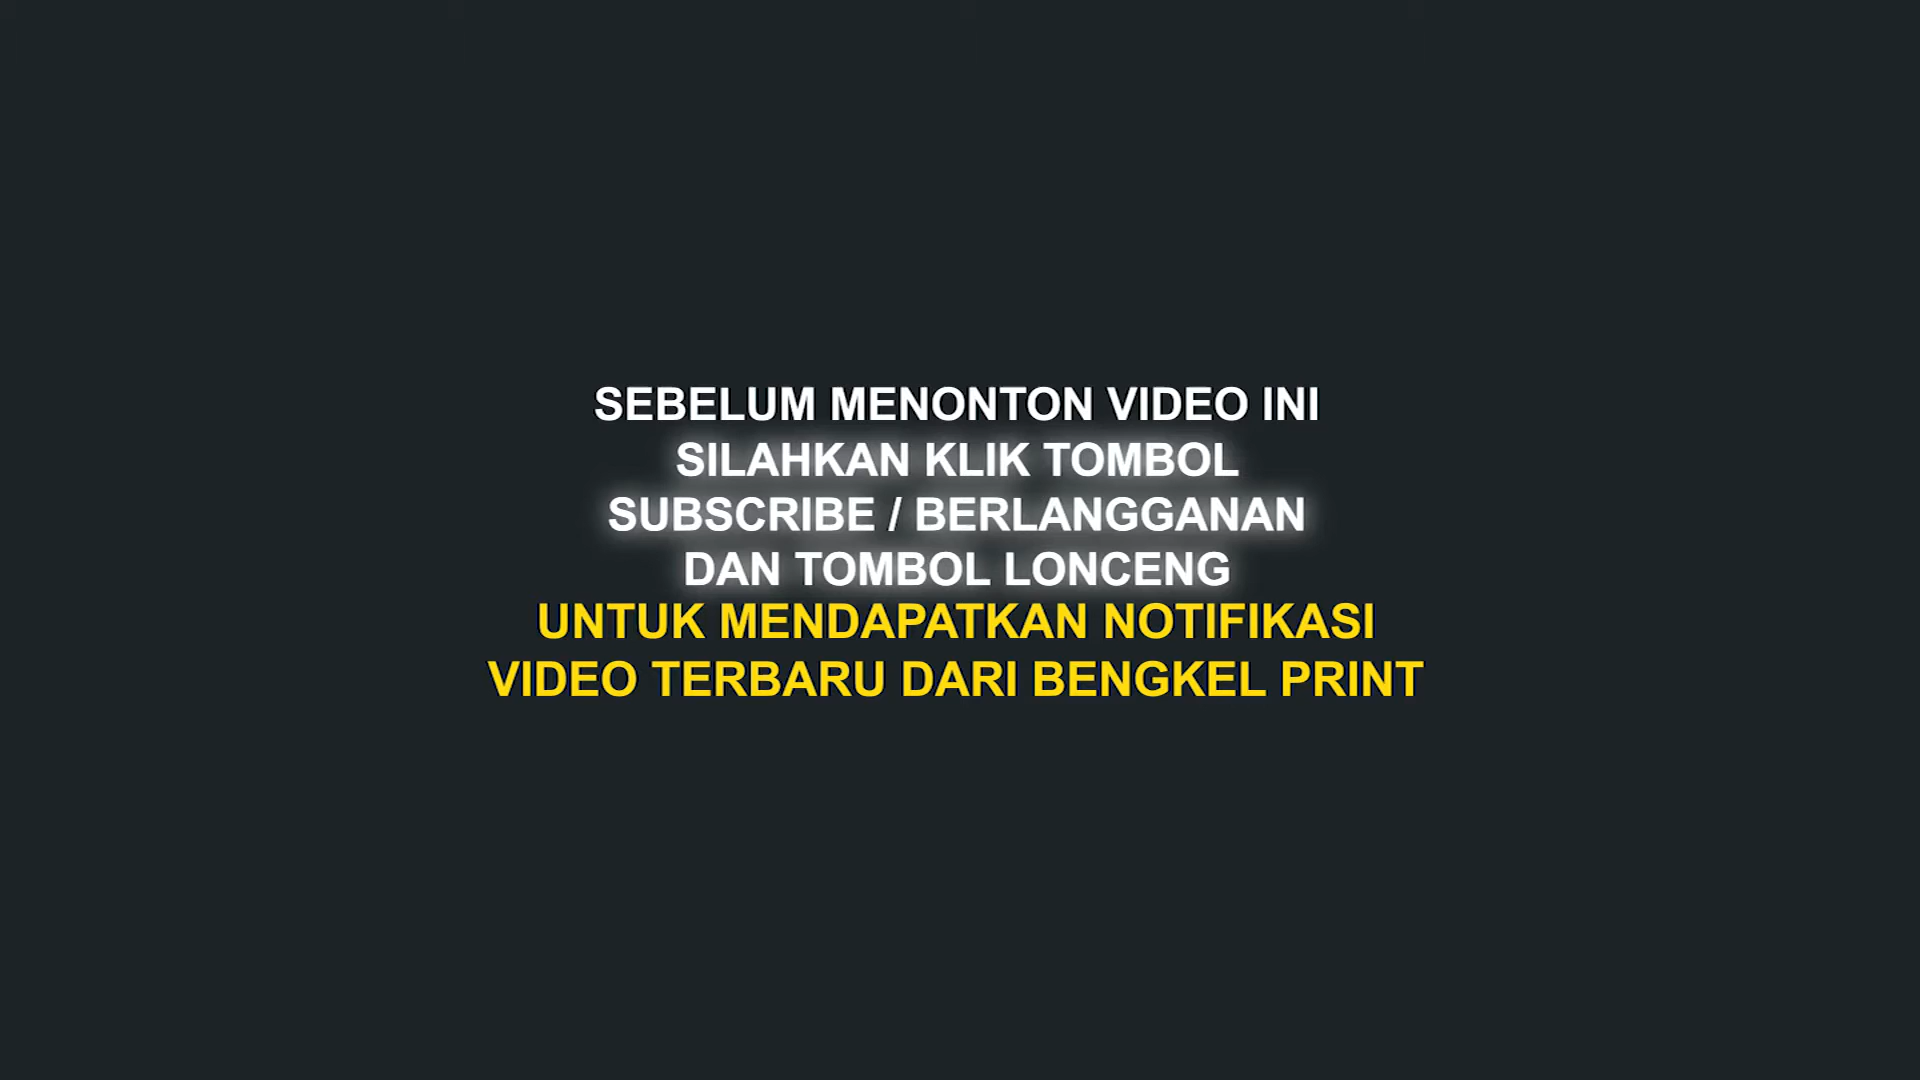 SEBELUM MENONTON VIDEO INI
SILAHKAN KLIK TOMBOL
SUBSCRIBE / BERLANGGANAN
DAN TOMBOL LONCENG
UNTUK MENDAPATKAN NOTIFIKASI
VIDEO TERBARU DARI BENGKEL PRINT